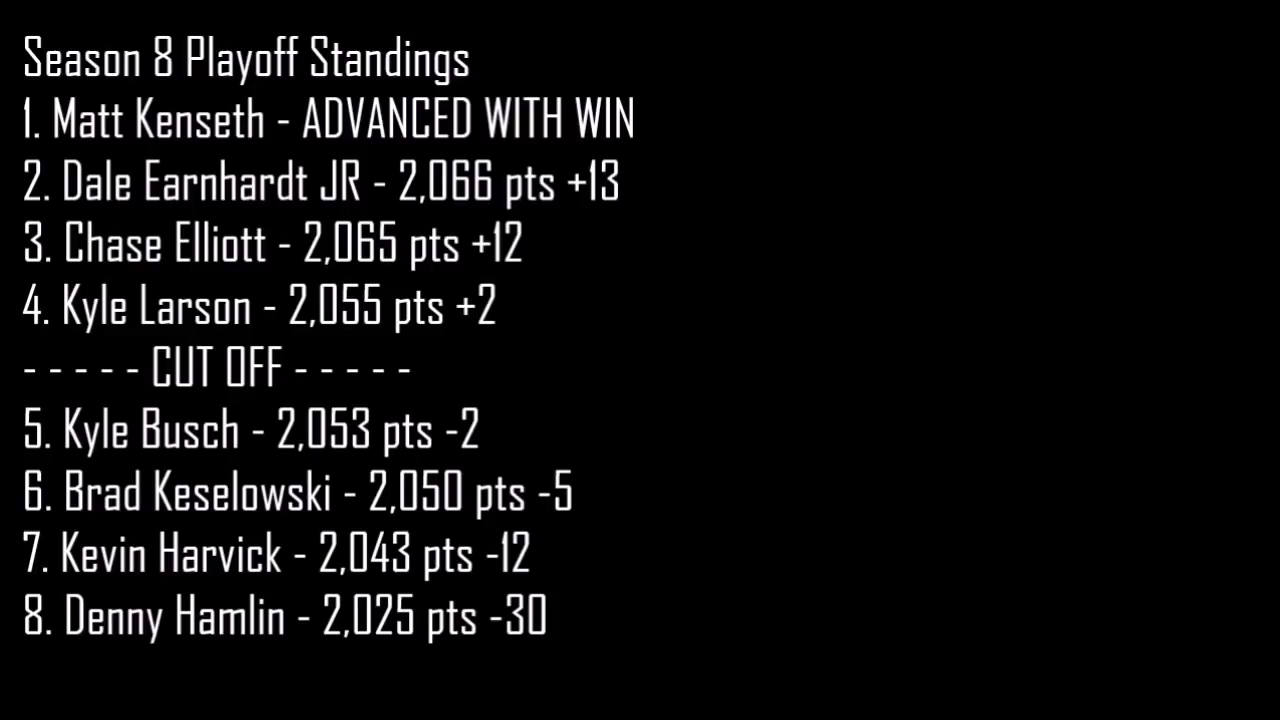 Season 8 Playoff Standings
1. Matt Kenseth - ADVANCED WITH WIN
2. Dale Earnhardt JR - 2,066 pts +13
3. Chase Elliott - 2,065 pts +12
4. Kyle Larson - 2,055 pts +2
- - - - - CUT OFF - - - - -
5. Kyle Busch - 2,053 pts -2
6. Brad Keselowski - 2,050 pts -5
7. Kevin Harvick - 2,043 pts -12
8. Denny Hamlin - 2,025 pts -30